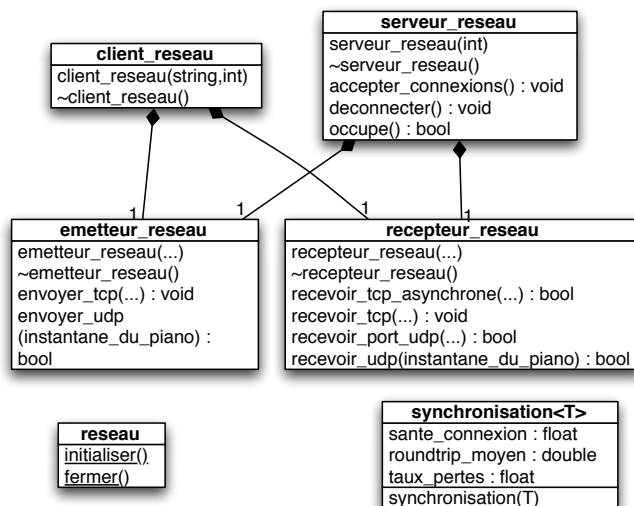 client_reseau
client_reseau(string,int)
~client_reseau()
serveur_reseau
serveur_reseau(int)
~serveur_reseau()
accepter_connexions() : void
deconnecter() : void
occupe() : bool
1
1
1
1
emetteur_reseau
emetteur_reseau(...)
~emetteur_reseau()
envoyer_tcp(...) : void
envoyer_udp
(instantane_du_piano) :
bool
recepteur_reseau
recepteur_reseau(...)
~recepteur_reseau()
recevoir_tcp_asynchrone(...) : bool
recevoir_tcp(...) : void
recevoir_port_udp(...) : bool
recevoir_udp(instantane_du_piano) : bool
reseau
initialiser()
fermer()
synchronisation<T>
sante_connexion : float
roundtrip_moyen : double
taux_pertes : float
synchronisation(T)